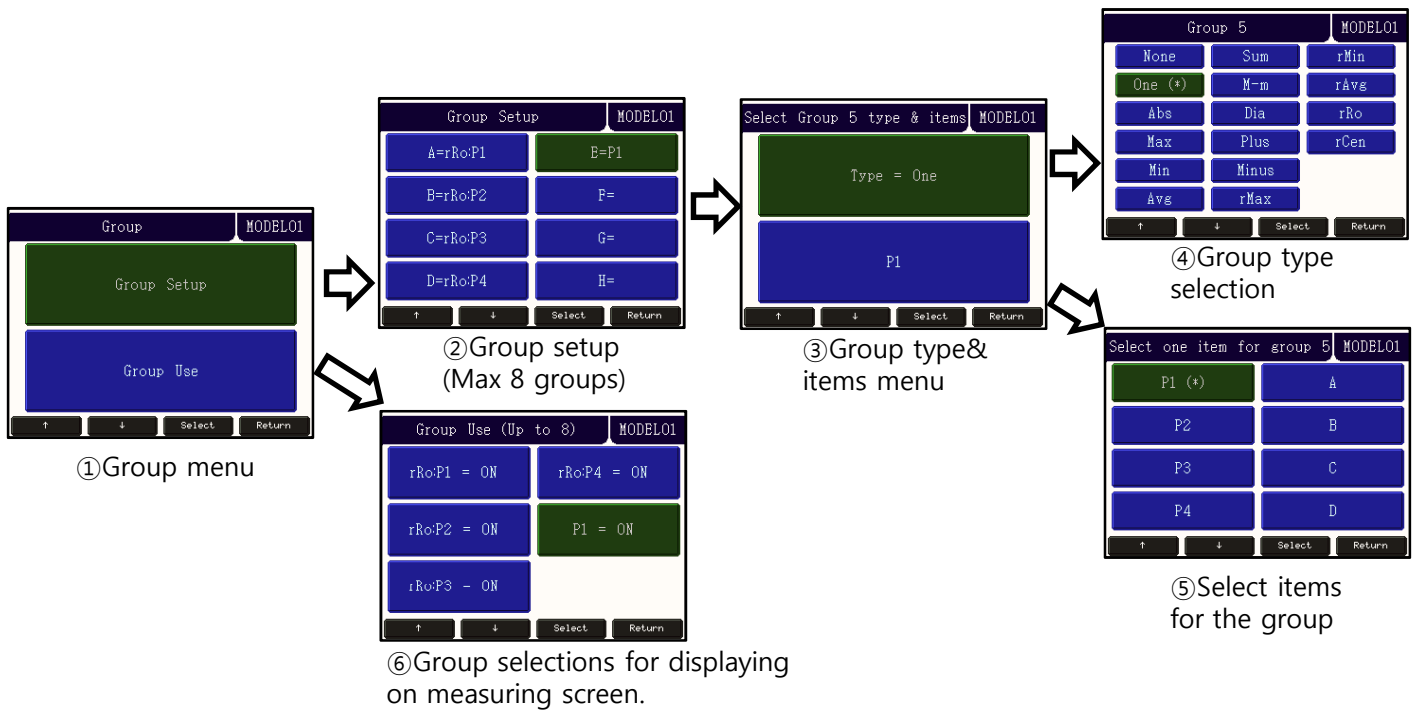 Group MODEL01
Group Setup
Group Use
↑ ↓ Select Return
①Group menu
Group Setup MODEL01
A=rRo:P1 E=P1
B=rRo:P2 F=
C=rRo:P3 G=
D=rRo:P4 H=
↑ ↓ Select Return
②Group setup
(Max 8 groups)
Select Group 5 type & items MODEL01
Type = One
P1
↑ ↓ Select Return
③Group type&
items menu
Group 5 MODEL01
None Sum rMin
One (*) M-m rAvg
Abs Dia rRo
Max Plus rCen
Min Minus
Avg rMax
↑ ↓ Select Return
④Group type
selection
Select one item for group 5 MODEL01
P1 (*) A
P2 B
P3 C
P4 D
↑ ↓ Select Return
⑤Select items
for the group
Group Use (Up to 8) MODEL01
rRo:P1 = ON rRo:P4 = ON
rRo:P2 = ON P1 = ON
rRo:P3 = ON
↑ ↓ Select Return
⑥Group selections for displaying
on measuring screen.